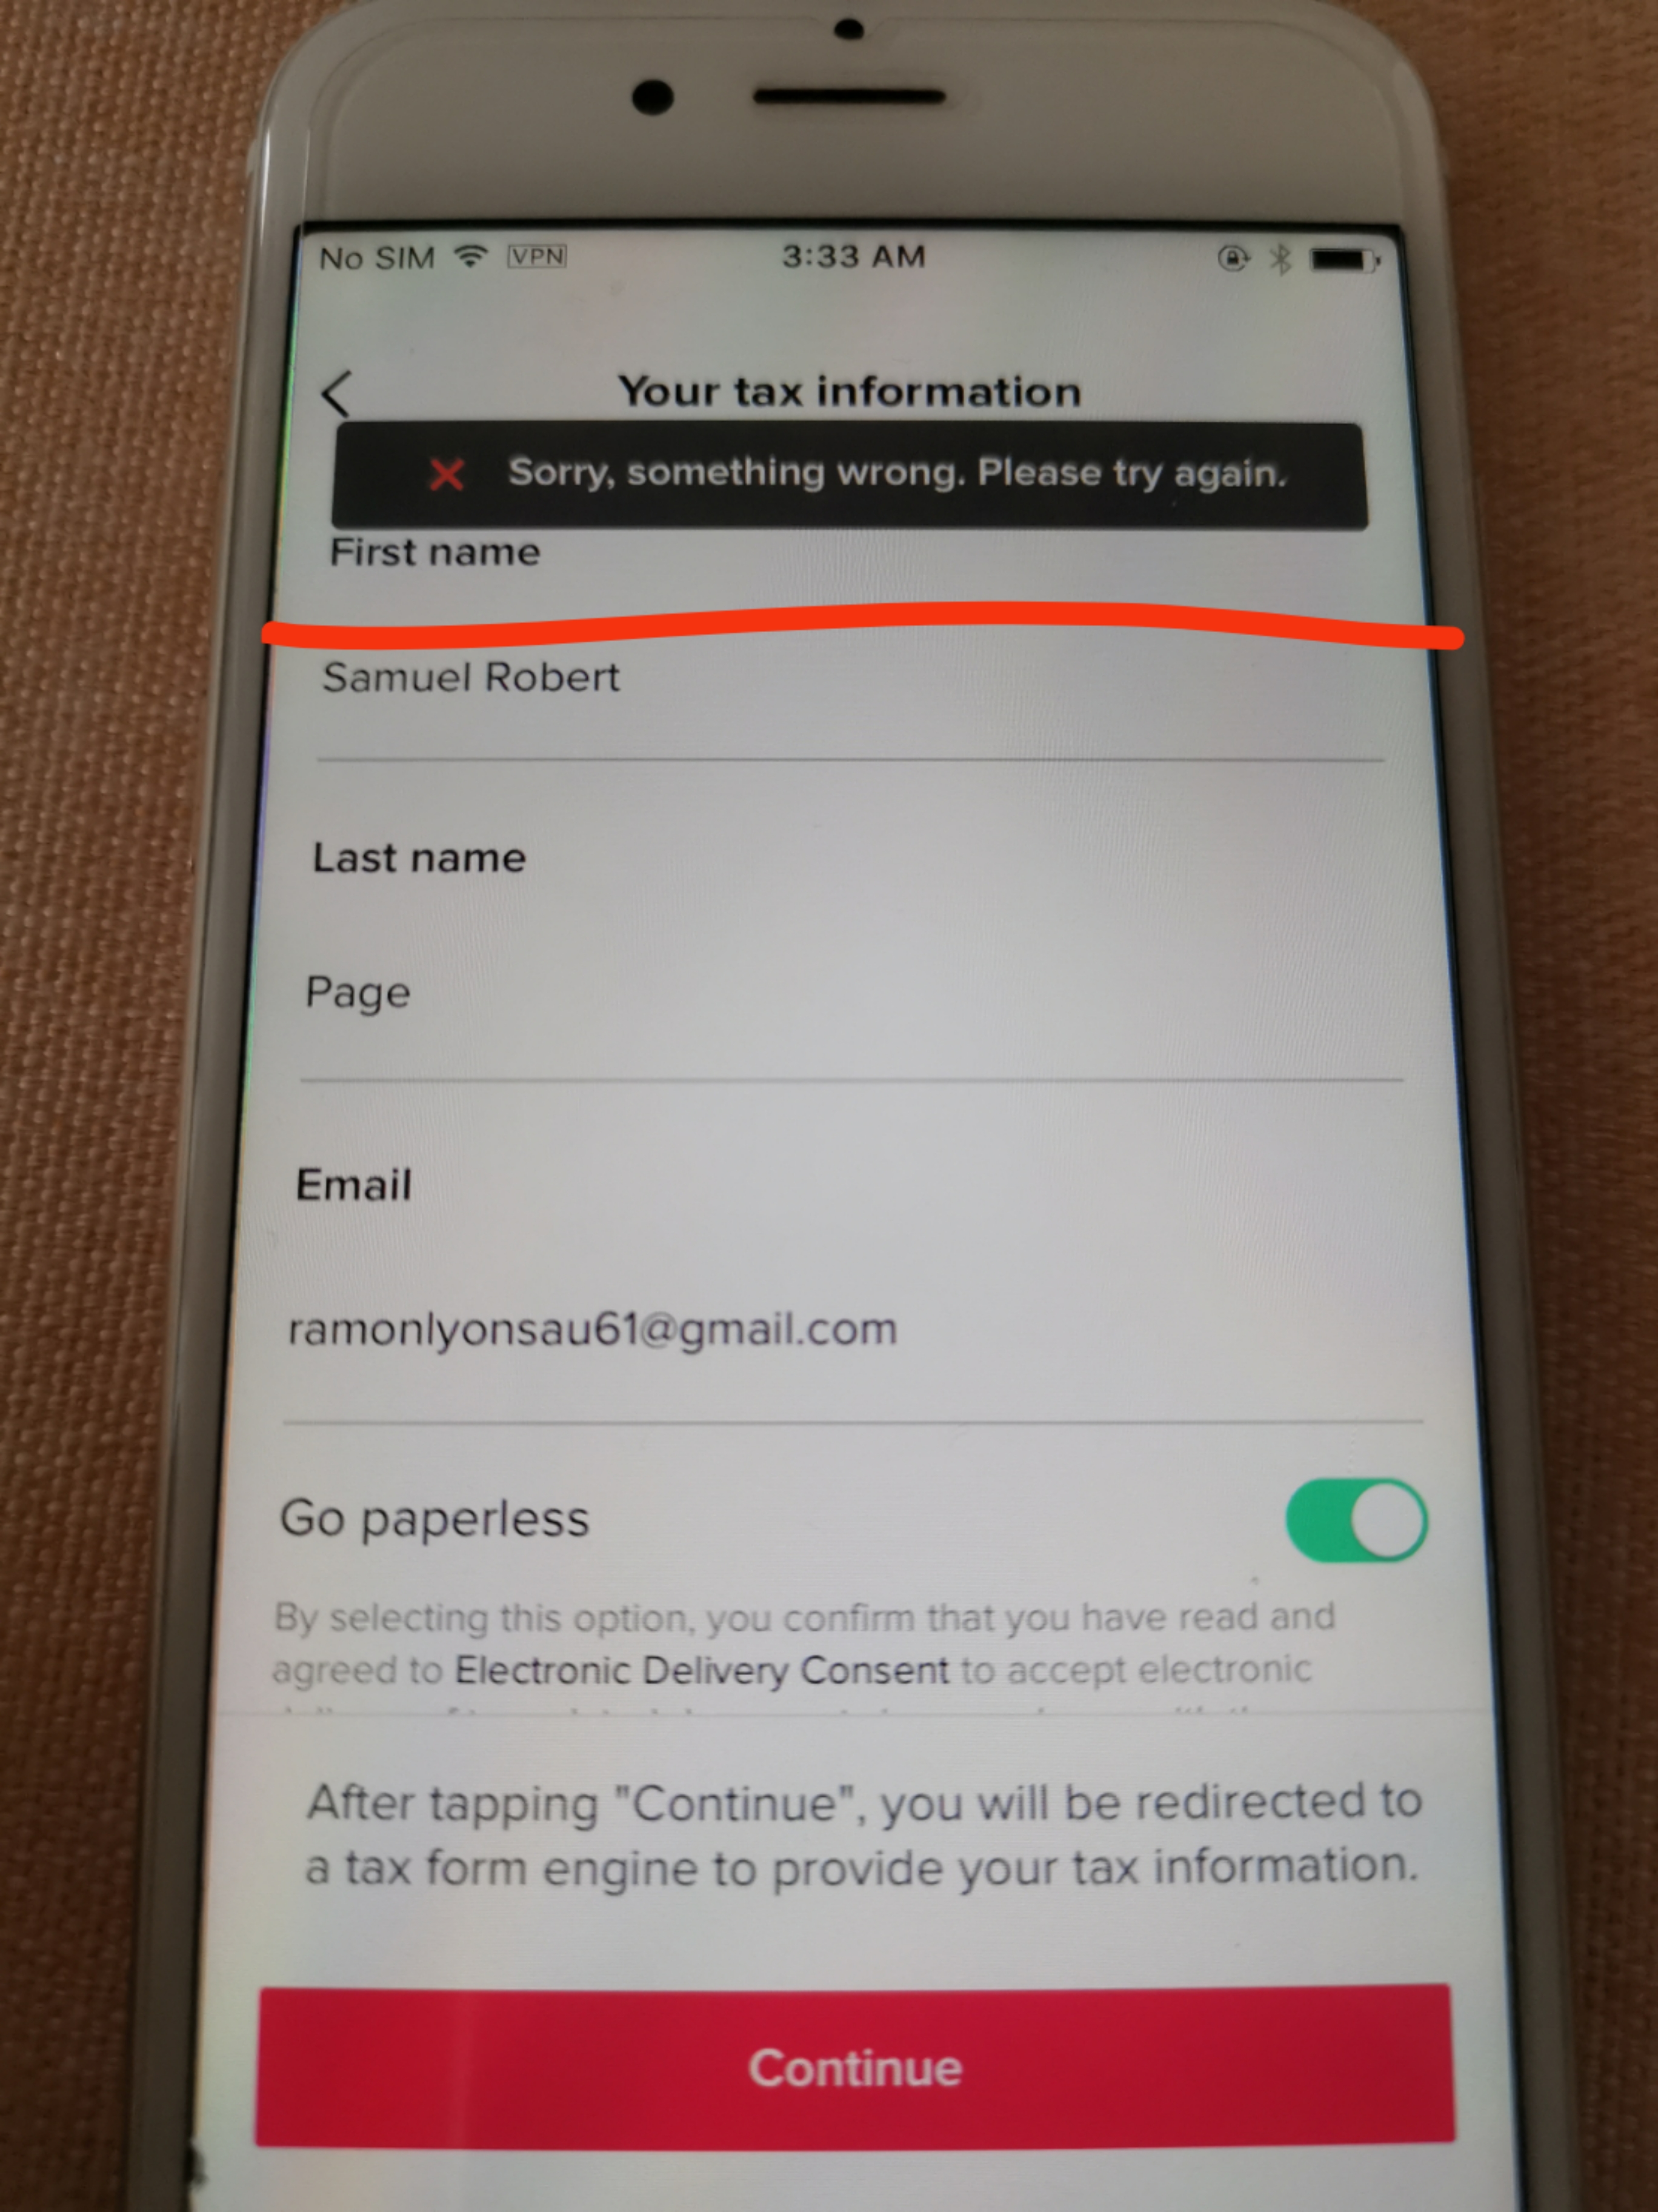 No SIM VPN 3:33 AM
Your tax information
Sorry, something wrong. Please try again.
First name
Samuel Robert
Last name
Page
Email
ramonlyonsau61@gmail.com
Go paperless
By selecting this option, you confirm that you have read and
agreed to Electronic Delivery Consent to accept electronic
After tapping "Continue", you will be redirected to
a tax form engine to provide your tax information.
Continue